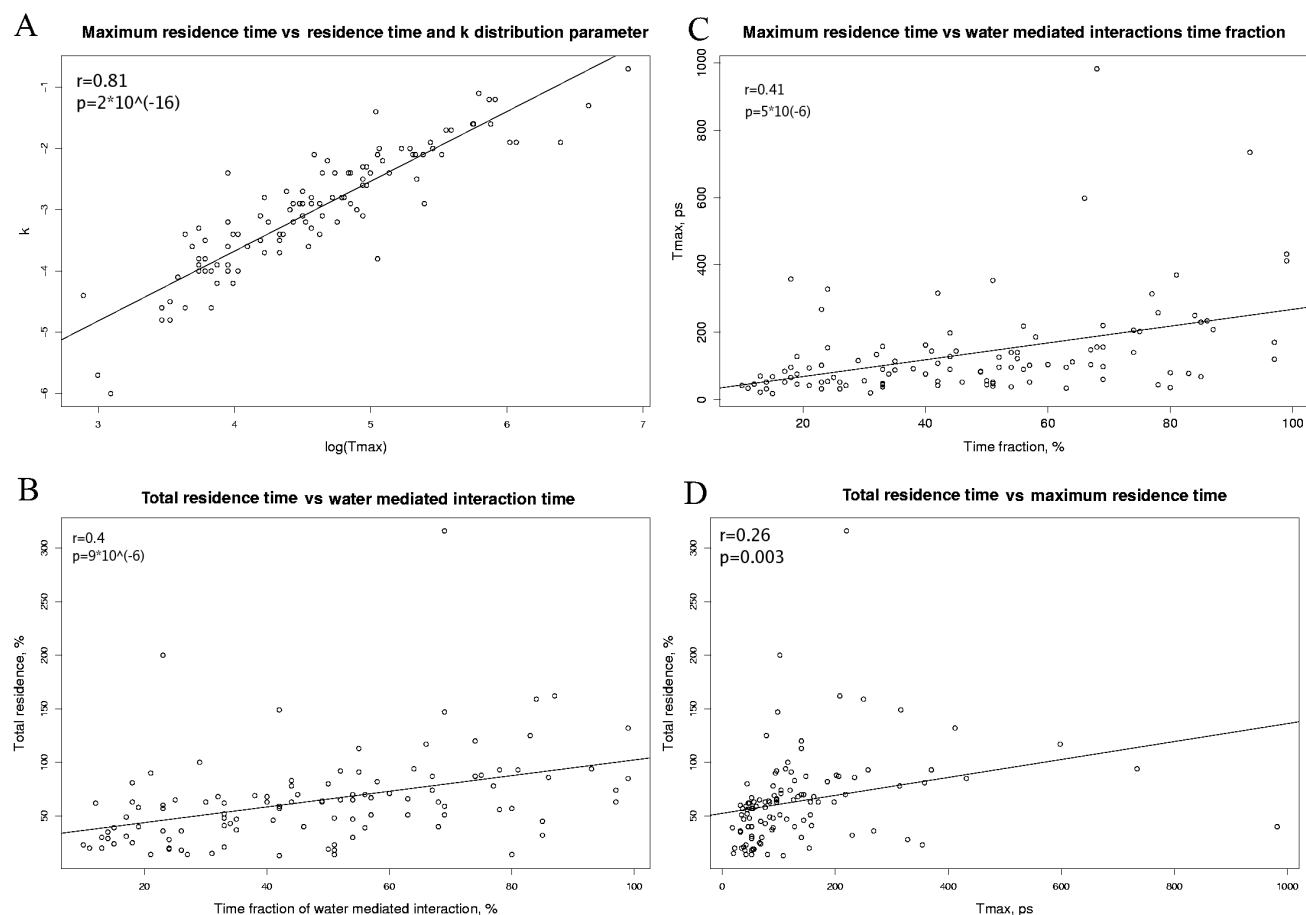 A
Maximum residence time vs residence time and k distribution parameter
r=0.81
p=2*10^(-16)
k
-1
-2
-3
-4
-5
-6
3 4 5 6 7
log(Tmax)
C
Maximum residence time vs water mediated interactions time fraction
r=0.41
p=5*10(-6)
Tmax, ps
1000
800
600
400
200
0
20 40 60 80 100
Time fraction, %
B
Total residence time vs water mediated interaction time
r=0.4
p=9*10^(-6)
Total residence, %
300
250
200
150
100
50
20 40 60 80 100
Time fraction of water mediated interaction, %
D
Total residence time vs maximum residence time
r=0.26
p=0.003
Total residence, %
300
250
200
150
100
50
0 200 400 600 800 1000
Tmax, ps